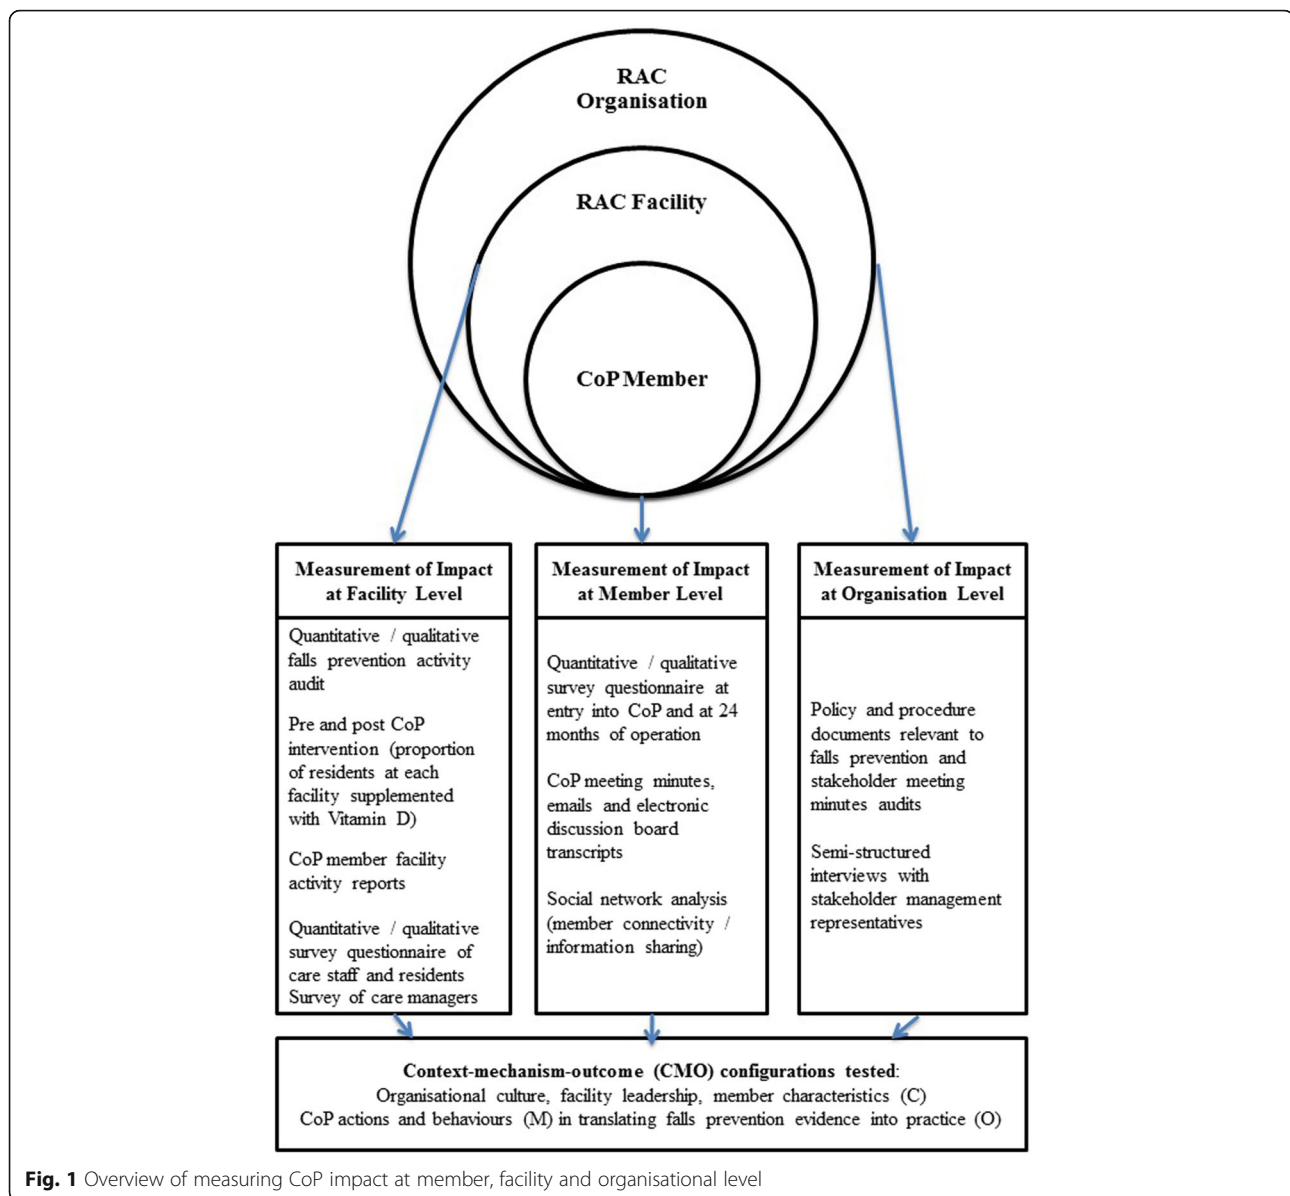 RAC
Organisation
RAC Facility
CoP Member
Measurement of Impact
at Facility Level
Quantitative / qualitative
falls prevention activity
audit
Pre and post CoP
intervention (proportion
of residents at each
facility supplemented
with Vitamin D)
CoP member facility
activity reports
Quantitative / qualitative
survey questionnaire of
care staff and residents
Survey of care managers
Measurement of Impact
at Member Level
Quantitative / qualitative
survey questionnaire at
entry into CoP and at 24
months of operation
CoP meeting minutes,
emails and electronic
discussion board
transcripts
Social network analysis
(member connectivity /
information sharing)
Measurement of Impact
at Organisation Level
Policy and procedure
documents relevant to
falls prevention and
stakeholder meeting
minutes audits
Semi-structured
interviews with
stakeholder management
representatives
Context-mechanism-outcome (CMO) configurations tested:
Organisational culture, facility leadership, member characteristics (C)
CoP actions and behaviours (M) in translating falls prevention evidence into practice (O)
Fig. 1 Overview of measuring CoP impact at member, facility and organisational level